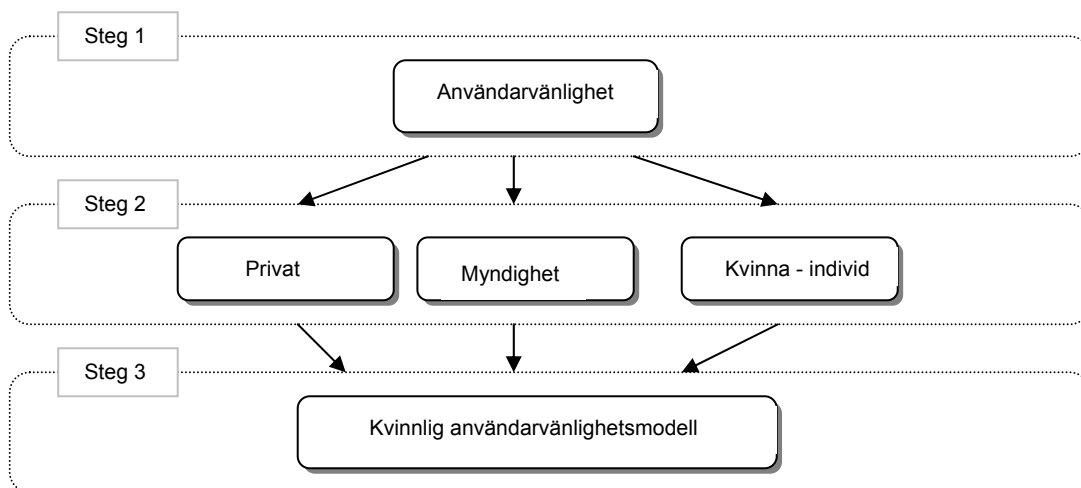 Steg 1
Användarvänlighet
Steg 2
Privat
Myndighet
Kvinna - individ
Steg 3
Kvinnlig användarvänlighetsmodell